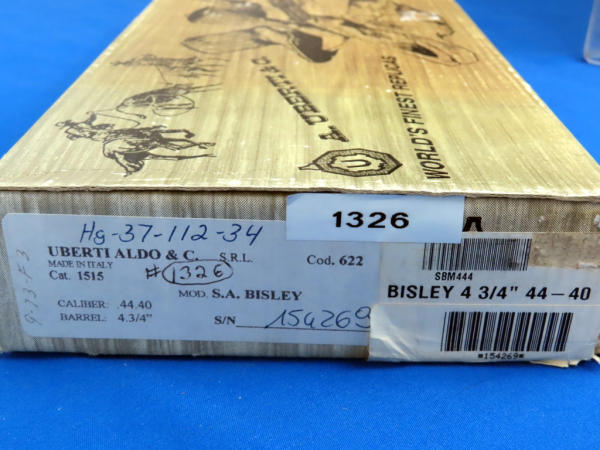 A. UBERTI & C.
WORLD'S FINEST REPLICAS
U
1326
Hg-37-112-34
UBERTI ALDO & C. S.R.L.
MADE IN ITALY
Cod. 622
Cat. 1515
#1326
MOD. S.A. BISLEY
CALIBER: .44.40
BARREL: 4.3/4"
S/N 154269
9-13-F3
SBM444
BISLEY 4 3/4" 44-40
*154269*